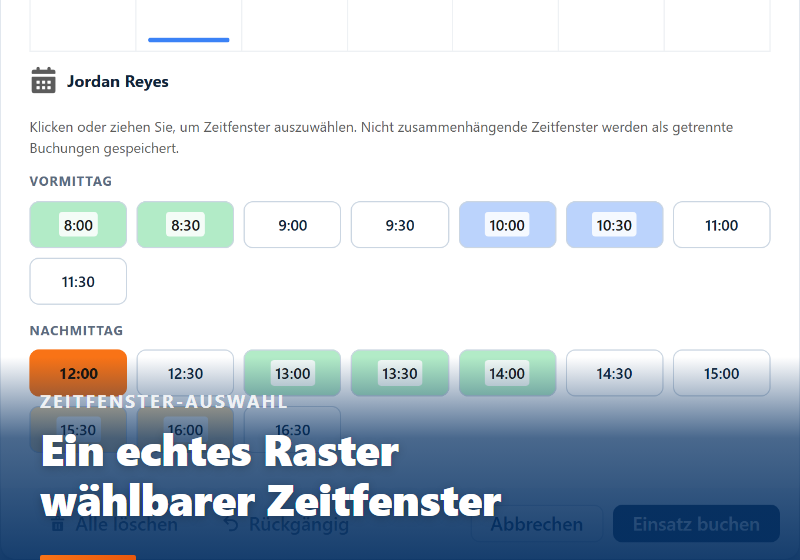 Jordan Reyes
Klicken oder ziehen Sie, um Zeitfenster auszuwählen. Nicht zusammenhängende Zeitfenster werden als getrennte
Buchungen gespeichert.
VORMITTAG
8:00 8:30 9:00 9:30 10:00 10:30 11:00
11:30
NACHMITTAG
12:00 12:30 13:00 13:30 14:00 14:30 15:00
ZEITFENSTER-AUSWAHL
15:30 16:00 16:30
Ein echtes Raster
wählbarer Zeitfenster
Alle löschen Rückgängig Abbrechen Einsatz buchen